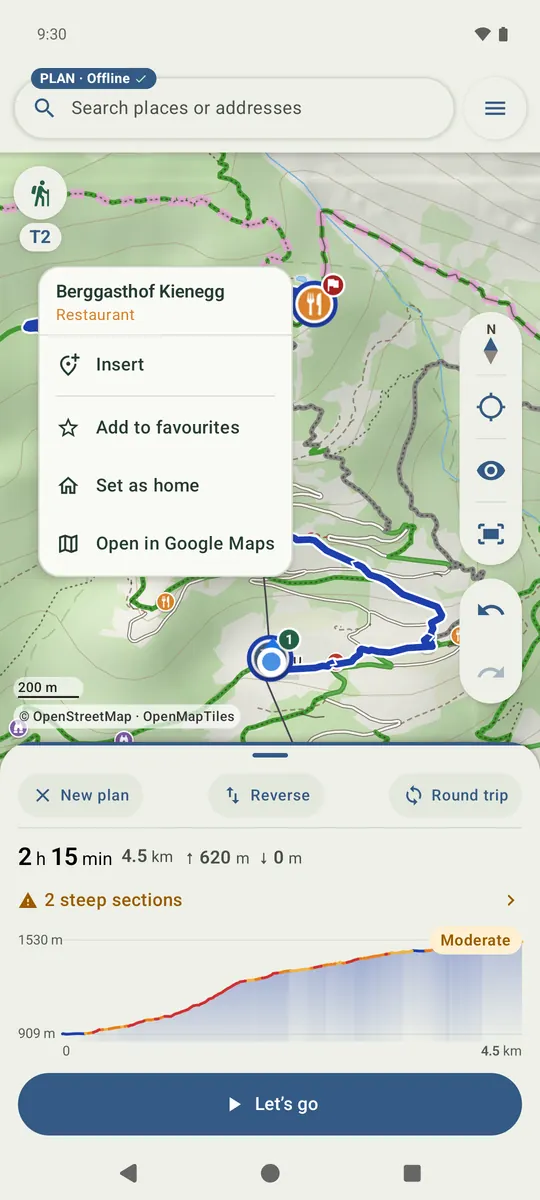 9:30
PLAN · Offline
Search places or addresses
T2
Berggasthof Kienegg
Restaurant
Insert
Add to favourites
Set as home
Open in Google Maps
N
1
200 m
© OpenStreetMap · OpenMapTiles
New plan
Reverse
Round trip
2 h 15 min 4.5 km ↑ 620 m ↓ 0 m
2 steep sections
1530 m
Moderate
909 m
0
4.5 km
Let's go